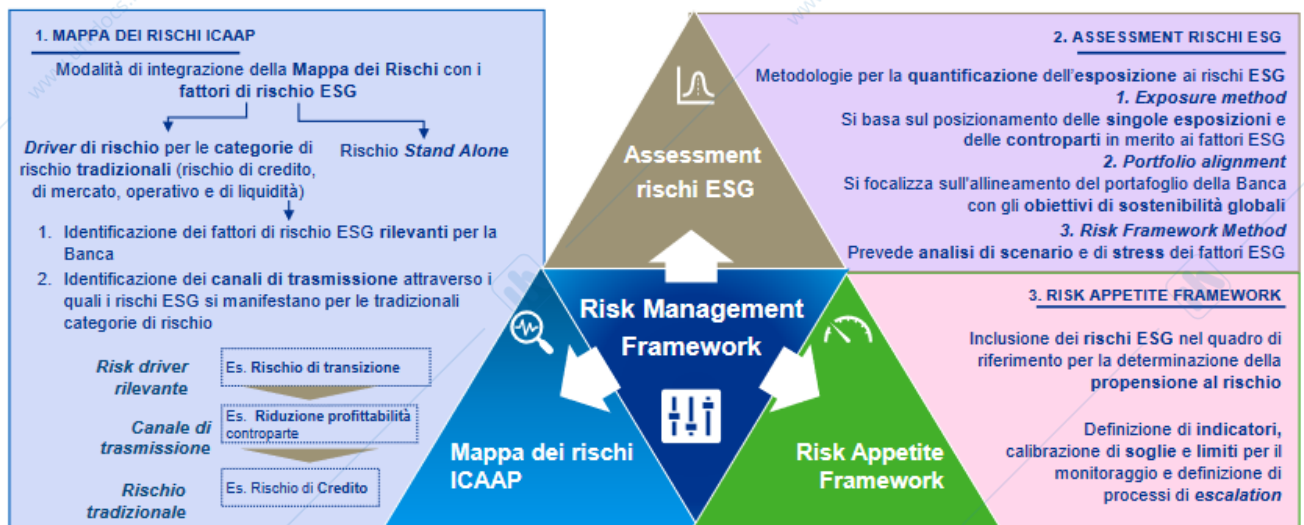 1. MAPPA DEI RISCHI ICAAP
Modalità di integrazione della Mappa dei Rischi con i
fattori di rischio ESG
Driver di rischio per le categorie di
rischio tradizionali (rischio di credito,
di mercato, operativo e di liquidità)
Rischio Stand Alone
1. Identificazione dei fattori di rischio ESG rilevanti per la
Banca
2. Identificazione dei canali di trasmissione attraverso i
quali i rischi ESG si manifestano per le tradizionali
categorie di rischio
Risk driver
rilevante
Es. Rischio di transizione
Canale di
trasmissione
Es. Riduzione profittabilità
controparte
Rischio
tradizionale
Es. Rischio di Credito
Assessment
rischi ESG
Risk Management
Framework
Mappa dei rischi
ICAAP
Risk Appetite
Framework
2. ASSESSMENT RISCHI ESG
Metodologie per la quantificazione dell'esposizione ai rischi ESG
1. Exposure method
Si basa sul posizionamento delle singole esposizioni e
delle controparti in merito ai fattori ESG
2. Portfolio alignment
Si focalizza sull'allineamento del portafoglio della Banca
con gli obiettivi di sostenibilità globali
3. Risk Framework Method
Prevede analisi di scenario e di stress dei fattori ESG
3. RISK APPETITE FRAMEWORK
Inclusione dei rischi ESG nel quadro di
riferimento per la determinazione della
propensione al rischio
Definizione di indicatori,
calibrazione di soglie e limiti per il
monitoraggio e definizione di
processi di escalation